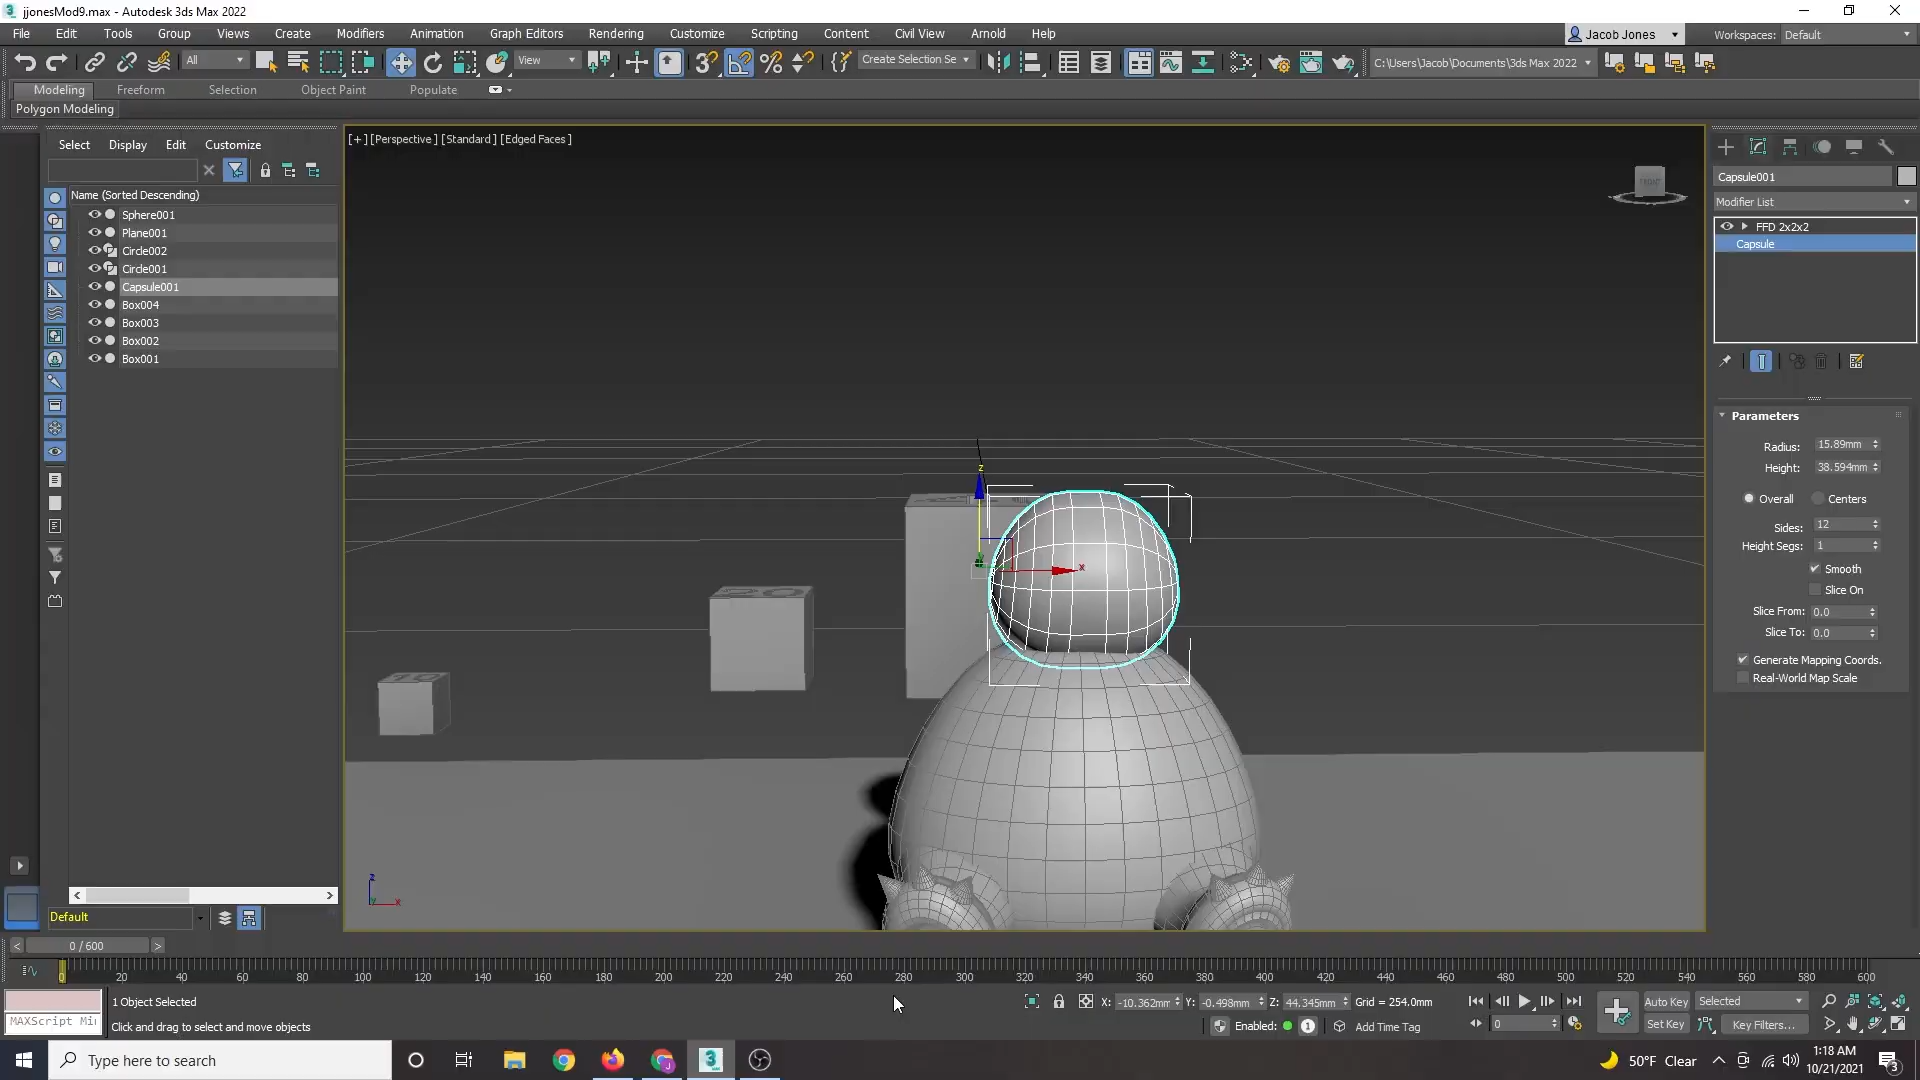 jjonesMod9.max - Autodesk 3ds Max 2022
File Edit Tools Group Views Create Modifiers Animation Graph Editors Rendering Customize Scripting Content Civil View Arnold Help
Jacob Jones
Workspaces: Default
All
View
Create Selection Se
C:\Users\Jacob\Documents\3ds Max 2022
Modeling Freeform Selection Object Paint Populate
Polygon Modeling
Select Display Edit Customize
[+] [Perspective] [Standard] [Edged Faces]
Name (Sorted Descending)
Sphere001
Plane001
Circle002
Circle001
Capsule001
Box004
Box003
Box002
Box001
FRONT
20
10
z
x
z
x
Capsule001
Modifier List
FFD 2x2x2
Capsule
Parameters
Radius: 15.89mm
Height: 38.594mm
Overall Centers
Sides: 12
Height Segs: 1
Smooth
Slice On
Slice From: 0.0
Slice To: 0.0
Generate Mapping Coords.
Real-World Map Scale
Default
0 / 600
0 20 40 60 80 100 120 140 160 180 200 220 240 260 280 300 320 340 360 380 400 420 440 460 480 500 520 540 560 580 600
1 Object Selected
X: -10.362mm Y: -0.498mm Z: 44.345mm Grid = 254.0mm
Auto Key Selected
MAXScript Mi
Click and drag to select and move objects
Enabled: 1 Add Time Tag
0
Set Key Key Filters...
Type here to search
50°F Clear
1:18 AM
10/21/2021
3